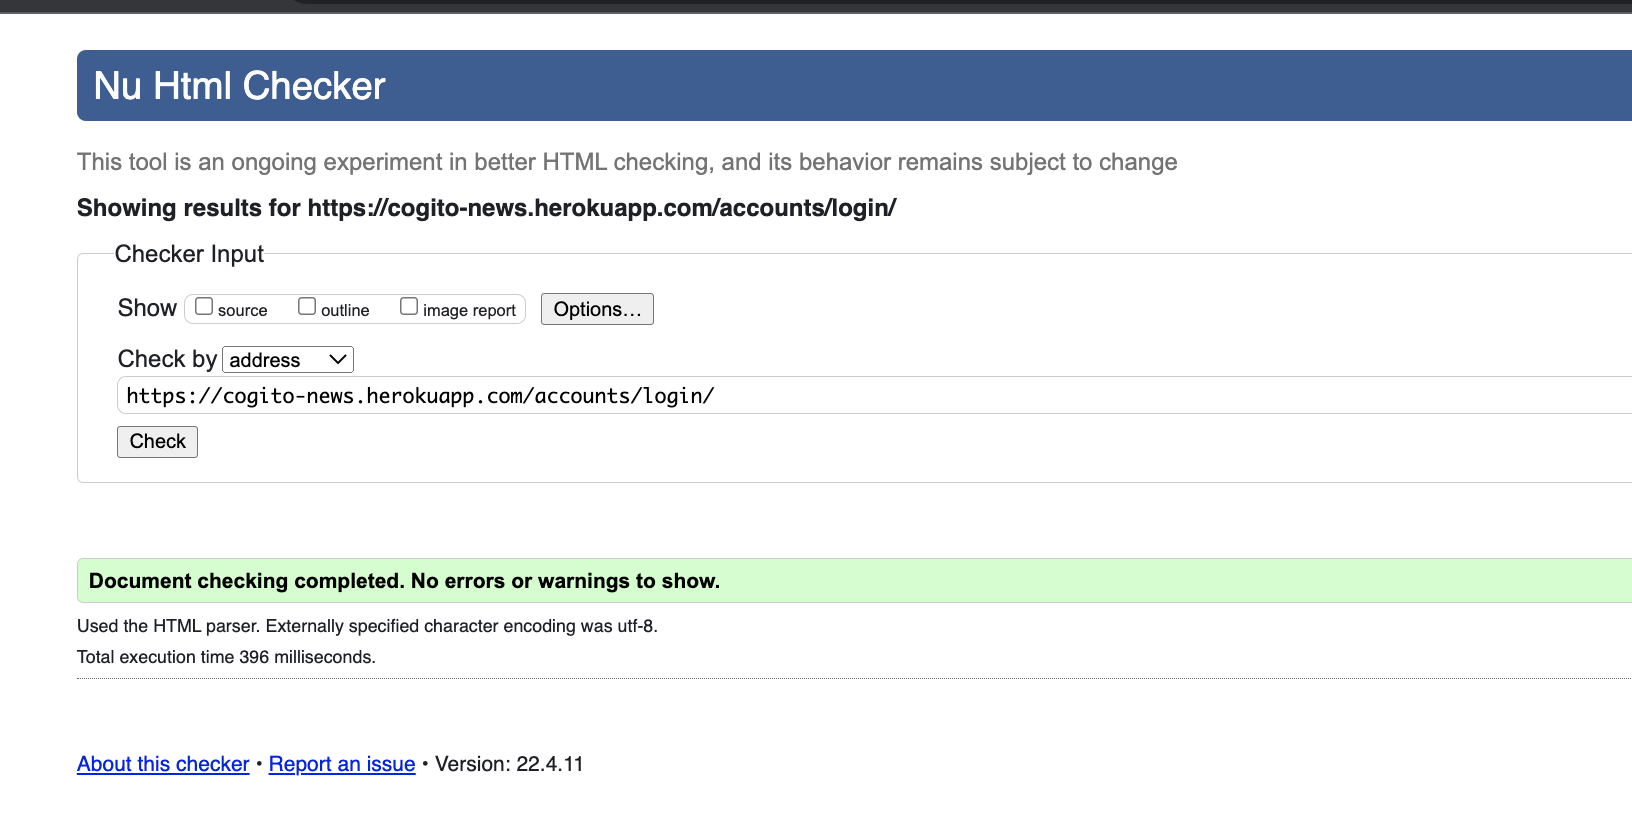 Nu Html Checker
This tool is an ongoing experiment in better HTML checking, and its behavior remains subject to change
Showing results for https://cogito-news.herokuapp.com/accounts/login/
Checker Input
Show source outline image report Options...
Check by address
https://cogito-news.herokuapp.com/accounts/login/
Check
Document checking completed. No errors or warnings to show.
Used the HTML parser. Externally specified character encoding was utf-8.
Total execution time 396 milliseconds.
About this checker • Report an issue • Version: 22.4.11